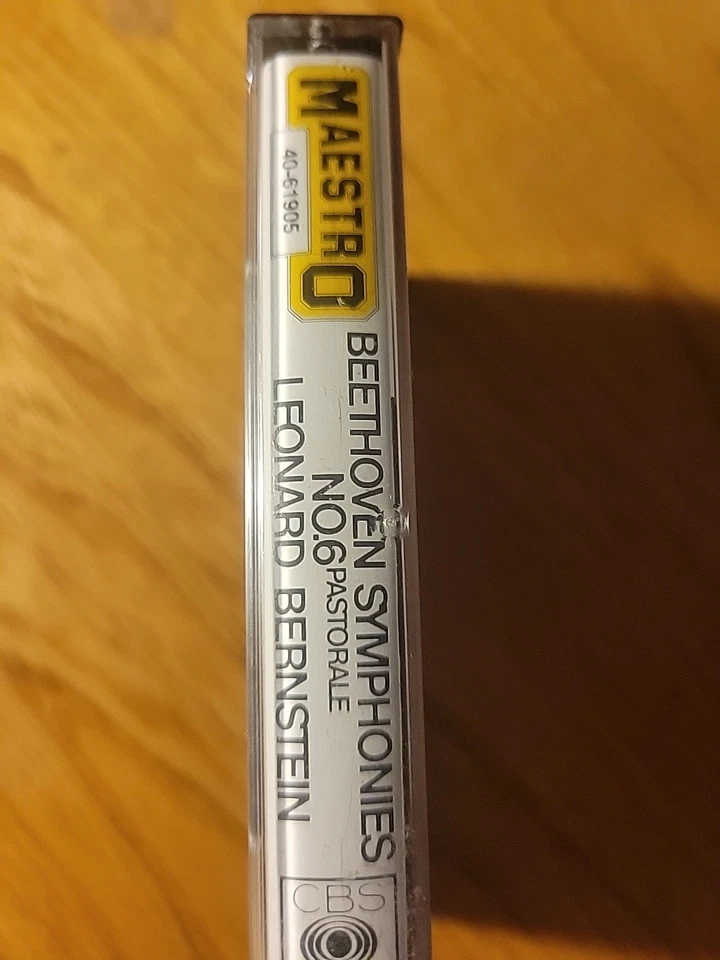 MAESTRO
40-61905
BEETHOVEN SYMPHONIES
NO.6 PASTORALE
LEONARD BERNSTEIN
CBS